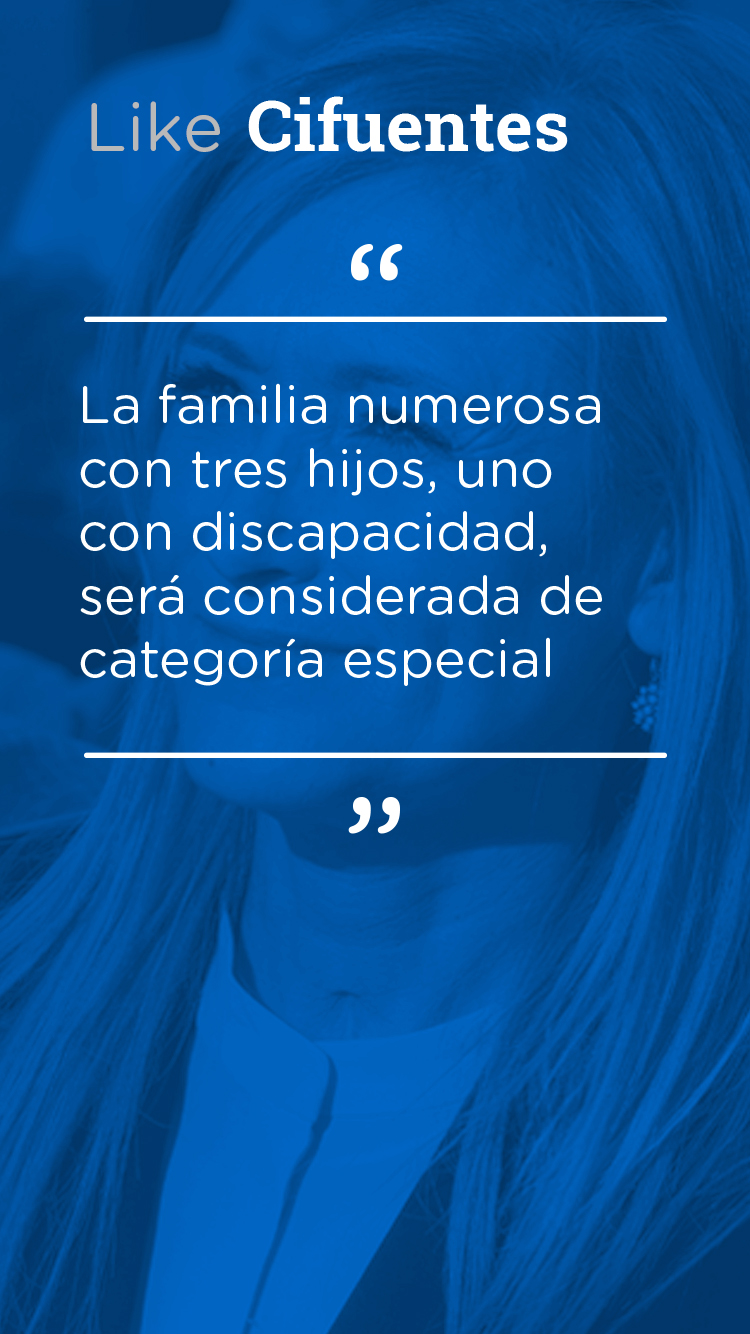 Like Cifuentes
“
La familia numerosa
con tres hijos, uno
con discapacidad,
será considerada de
categoría especial
”